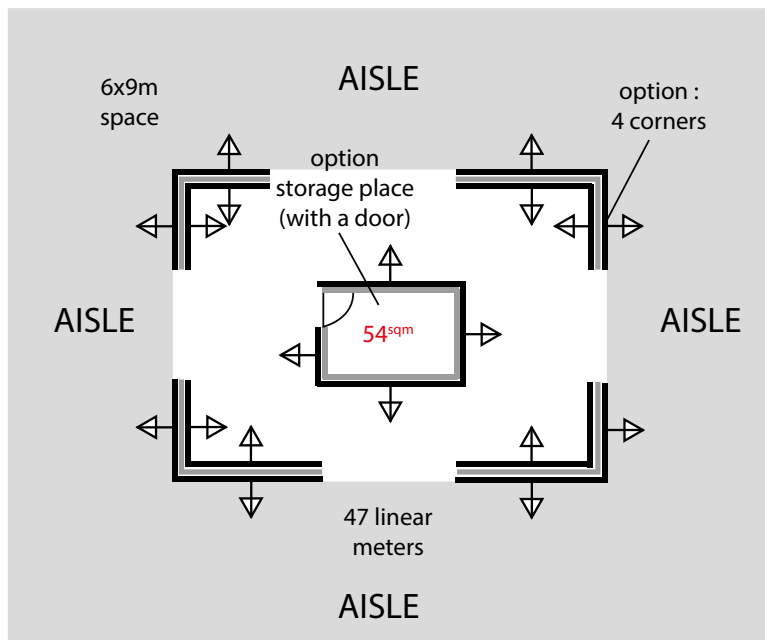 AISLE
6x9m
space
option :
4 corners
option
storage place
(with a door)
AISLE
54sqm
AISLE
47 linear
meters
AISLE